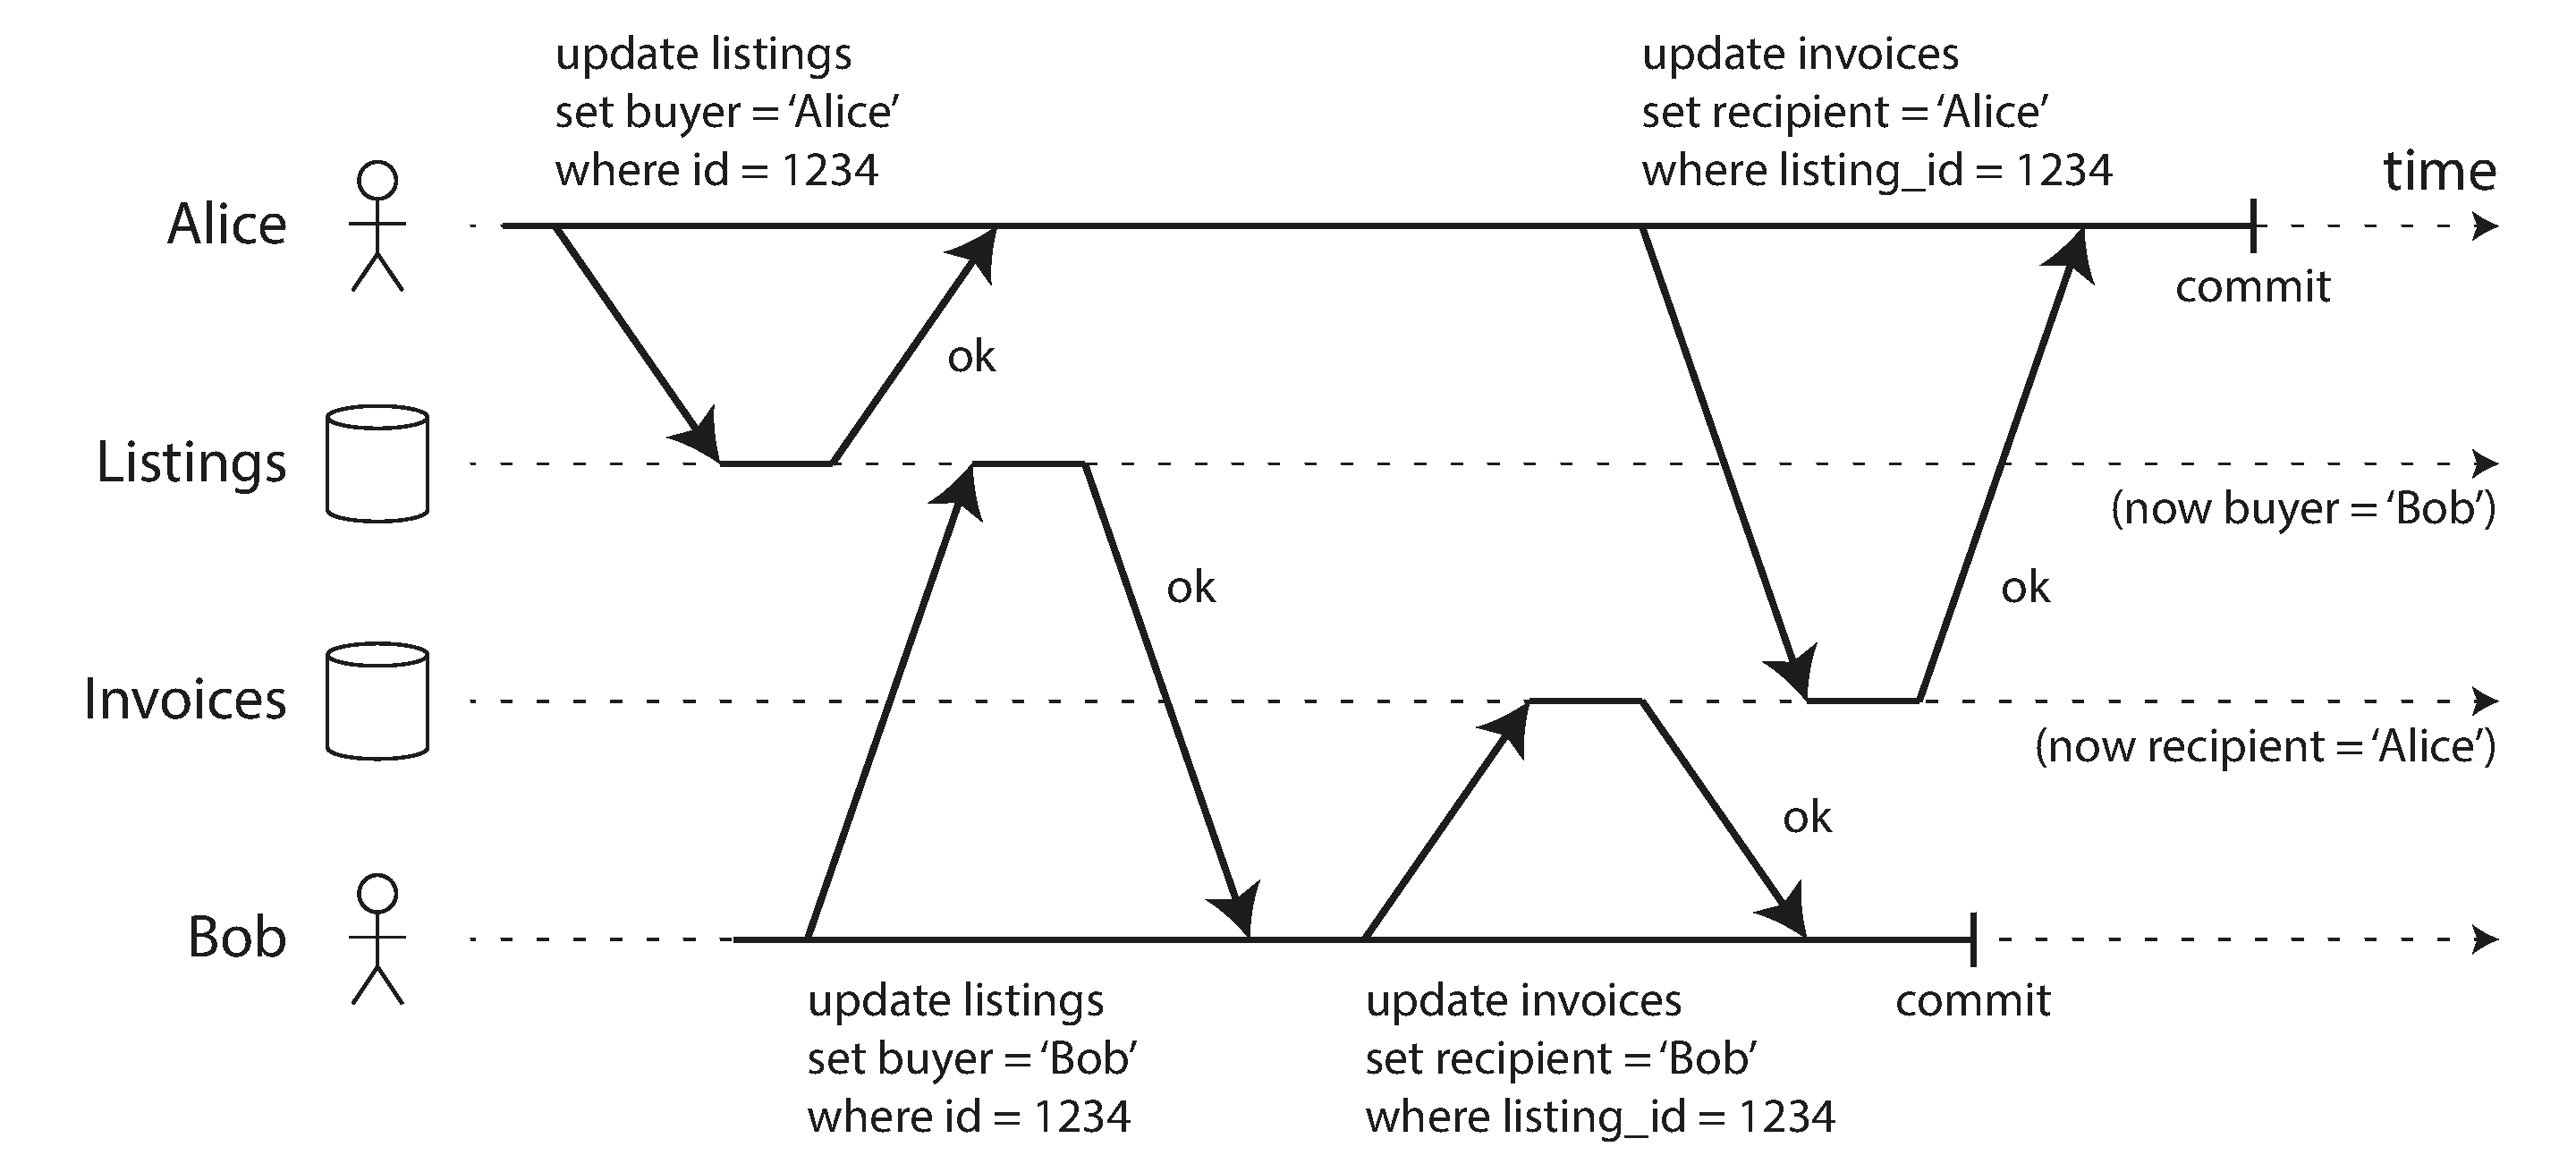 update listings
set buyer = ‘Alice’
where id = 1234
update invoices
set recipient = ‘Alice’
where listing_id = 1234
time
Alice
commit
ok
Listings
(now buyer = ‘Bob’)
ok
ok
Invoices
(now recipient = ‘Alice’)
ok
Bob
update listings
set buyer = ‘Bob’
where id = 1234
update invoices
set recipient = ‘Bob’
where listing_id = 1234
commit